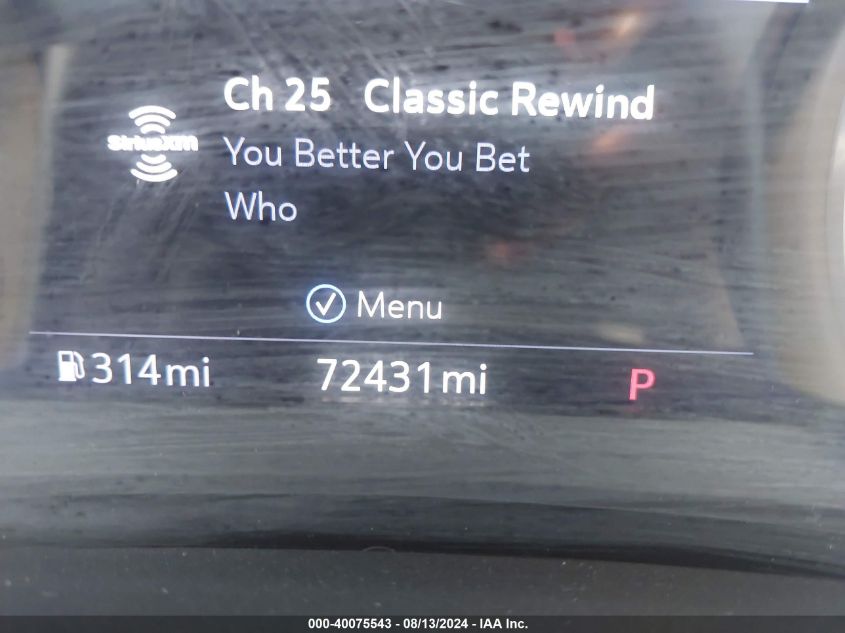 Ch 25 Classic Rewind
SiriusXm
You Better You Bet
Who
Menu
314mi 72431mi P
000-40075543 - 08/13/2024 - IAA Inc.